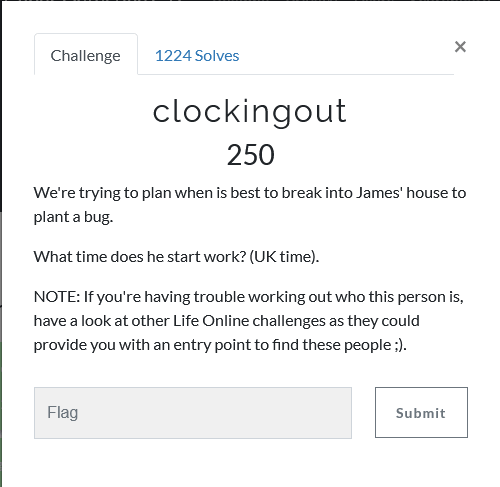 Challenge
1224 Solves
×
clockingout
250
We're trying to plan when is best to break into James' house to
plant a bug.
What time does he start work? (UK time).
NOTE: If you're having trouble working out who this person is,
have a look at other Life Online challenges as they could
provide you with an entry point to find these people ;).
Flag
Submit